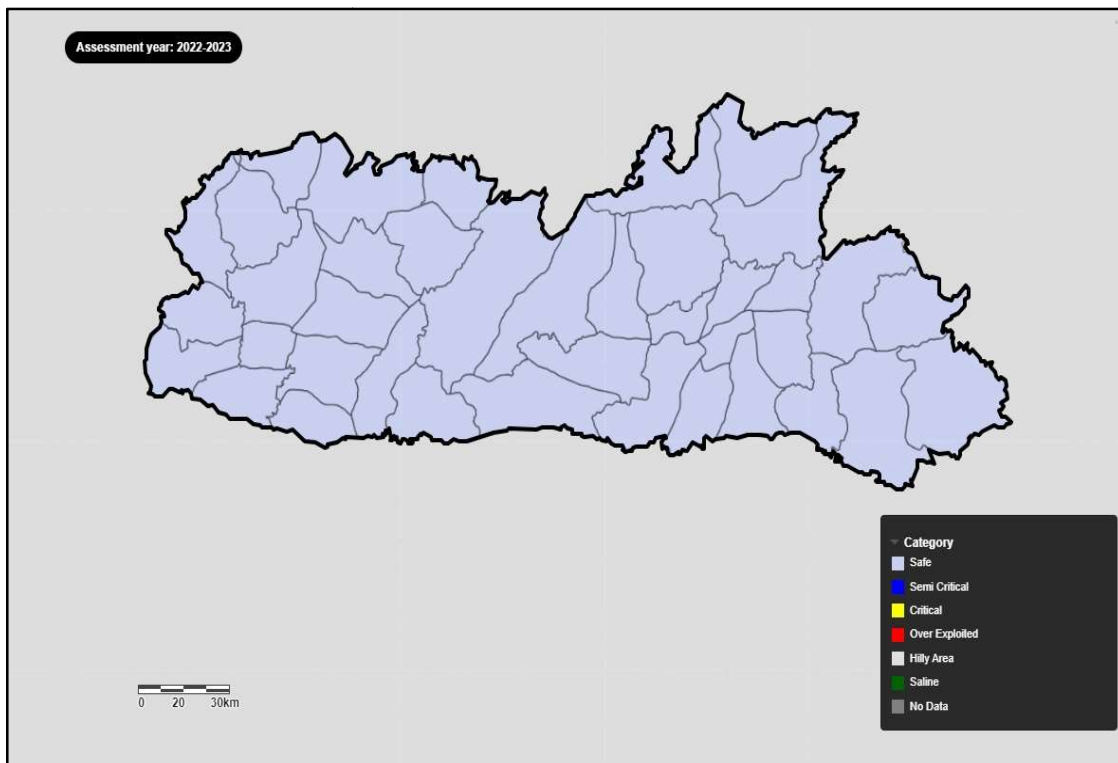 Assessment year: 2022-2023
Category
Safe
Semi Critical
Critical
Over Exploited
Hilly Area
Saline
No Data
0 20 30km